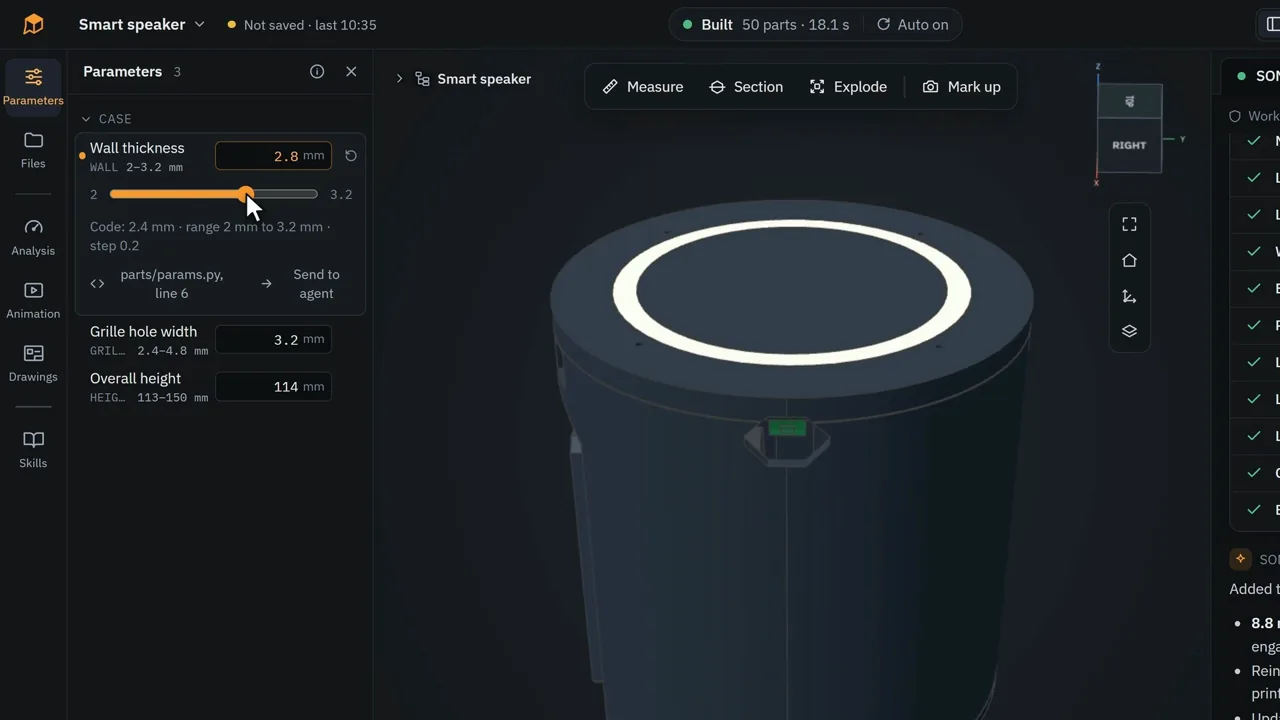 Smart speaker
Not saved · last 10:35
Built 50 parts · 18.1 s
Auto on
Parameters
Files
Analysis
Animation
Drawings
Skills
Parameters 3
CASE
Wall thickness
WALL 2–3.2 mm
2.8 mm
2
3.2
Code: 2.4 mm · range 2 mm to 3.2 mm ·
step 0.2
parts/params.py,
line 6
Send to
agent
Grille hole width
GRIL… 2.4–4.8 mm
3.2 mm
Overall height
HEIG… 113–150 mm
114 mm
Smart speaker
Measure
Section
Explode
Mark up
Z
RIGHT
Y
X
Work
Added t
8.8
enga
Rein
print